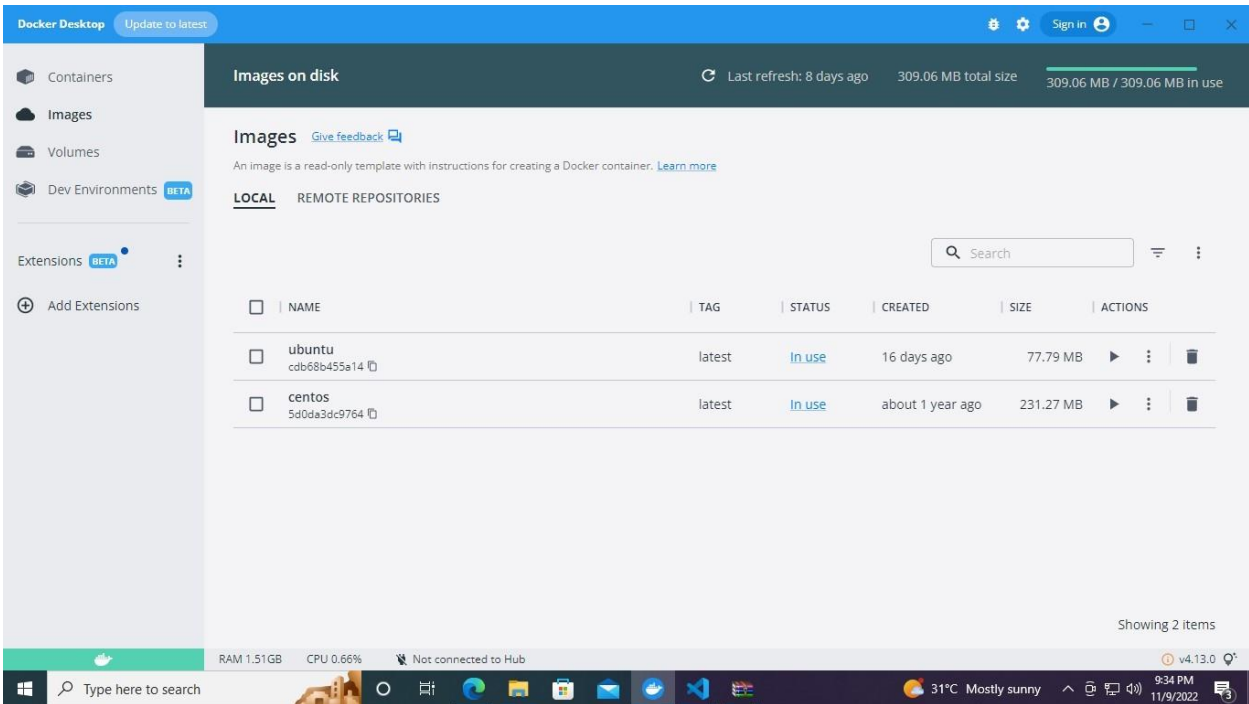 Docker Desktop Update to latest Sign in
Containers
Images
Volumes
Dev Environments BETA
Extensions BETA
Add Extensions
Images on disk Last refresh: 8 days ago 309.06 MB total size 309.06 MB / 309.06 MB in use
Images Give feedback
An image is a read-only template with instructions for creating a Docker container. Learn more
LOCAL REMOTE REPOSITORIES
Search
NAME TAG STATUS CREATED SIZE ACTIONS
ubuntu latest In use 16 days ago 77.79 MB
cdb68b455a14
centos latest In use about 1 year ago 231.27 MB
5d0da3dc9764
Showing 2 items
RAM 1.51GB CPU 0.66% Not connected to Hub v4.13.0
Type here to search 31°C Mostly sunny 9:34 PM
11/9/2022 3